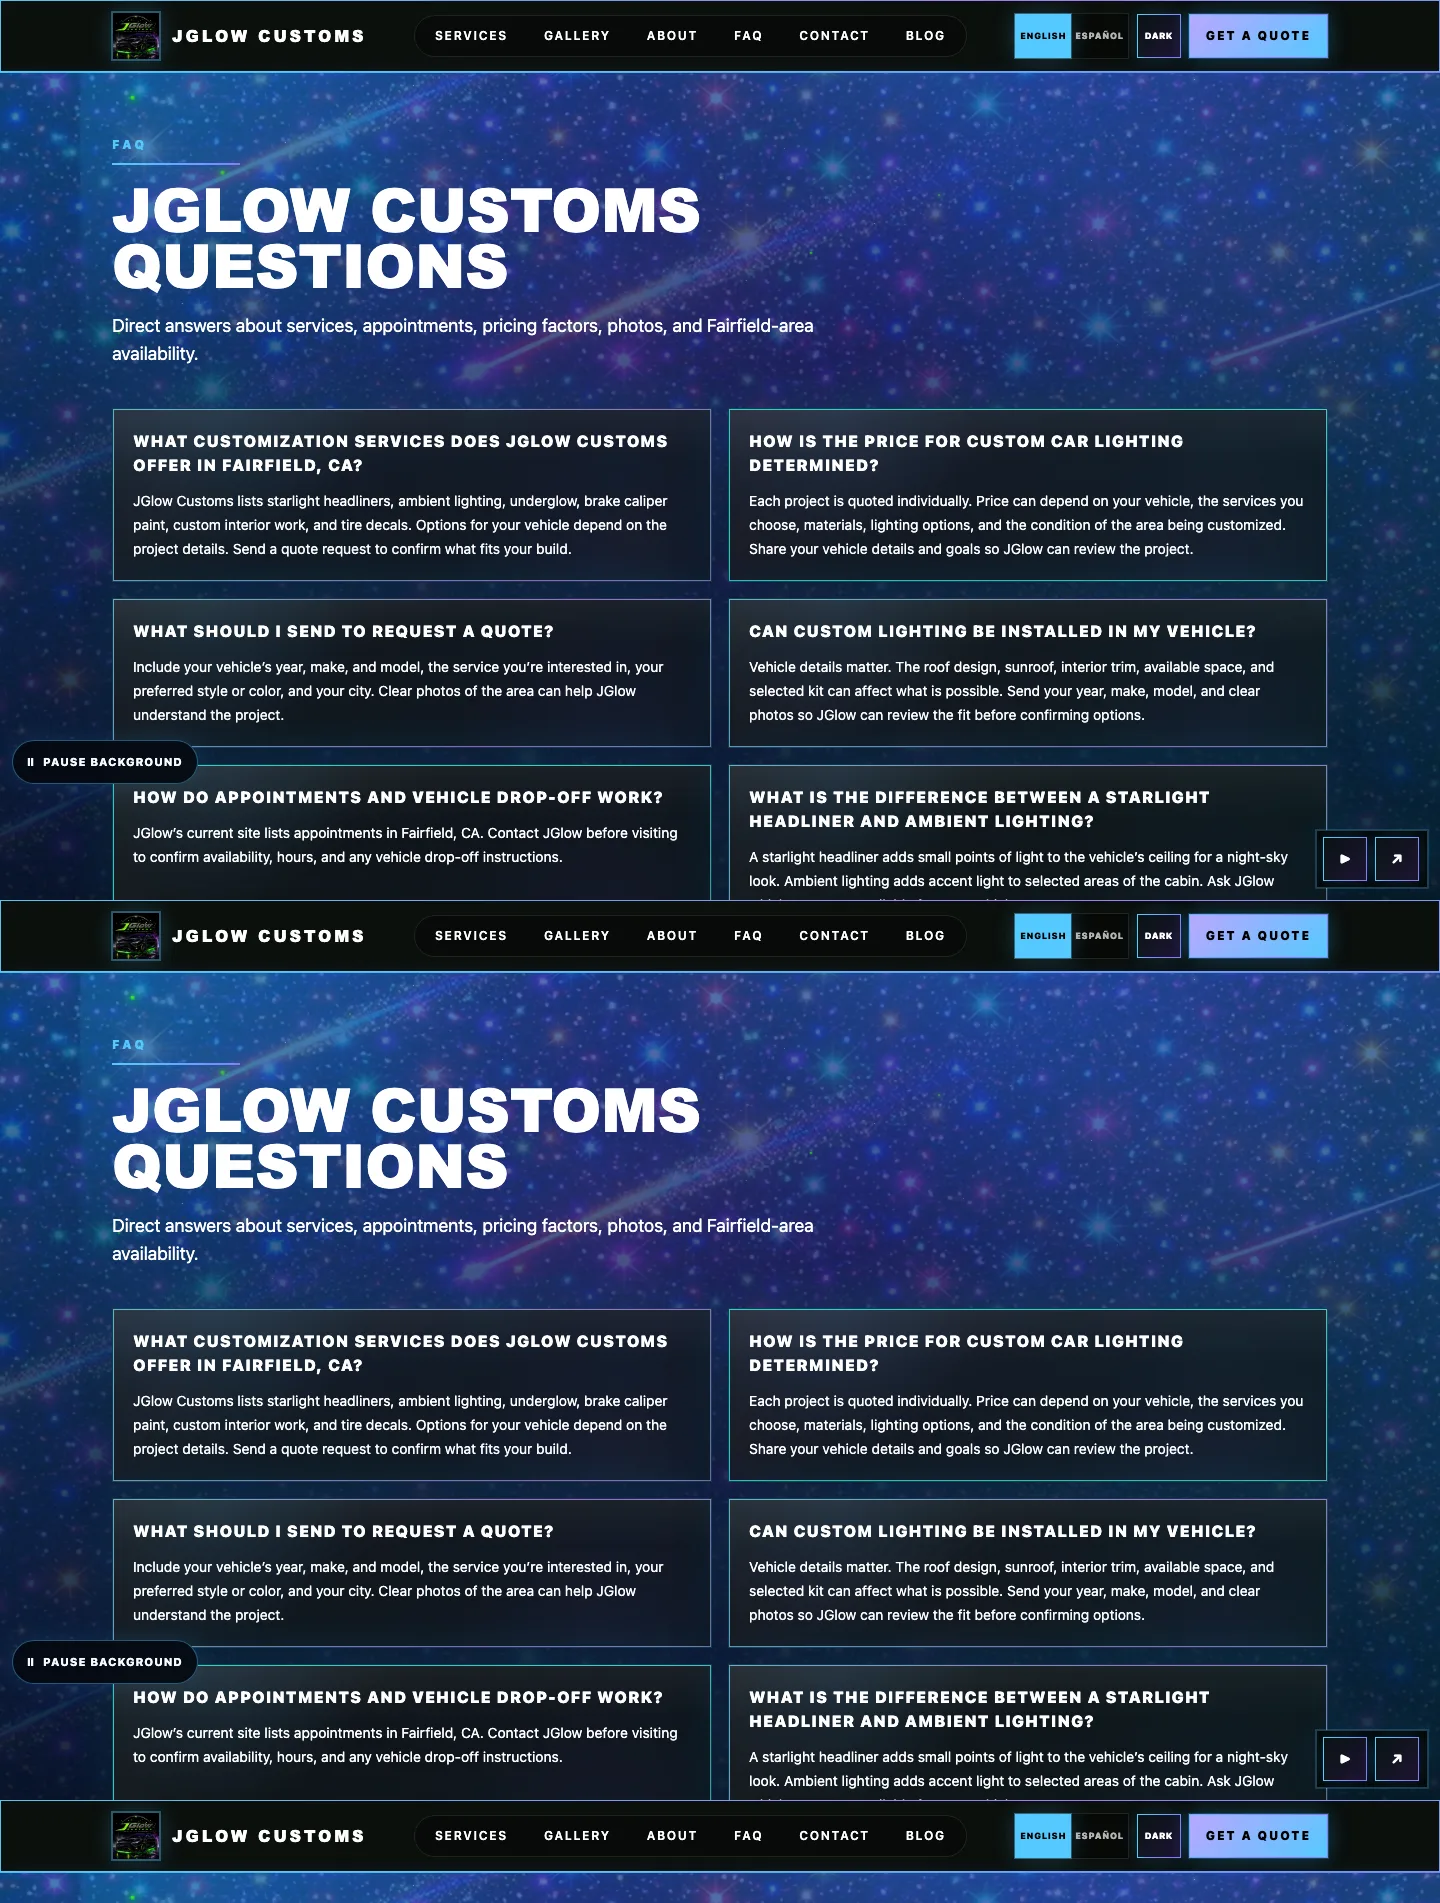 JGlow
JGLOW CUSTOMS
SERVICES GALLERY ABOUT FAQ CONTACT BLOG
ENGLISH ESPAÑOL DARK GET A QUOTE
FAQ
JGLOW CUSTOMS
QUESTIONS
Direct answers about services, appointments, pricing factors, photos, and Fairfield-area
availability.
WHAT CUSTOMIZATION SERVICES DOES JGLOW CUSTOMS
OFFER IN FAIRFIELD, CA?
JGlow Customs lists starlight headliners, ambient lighting, underglow, brake caliper
paint, custom interior work, and tire decals. Options for your vehicle depend on the
project details. Send a quote request to confirm what fits your build.
HOW IS THE PRICE FOR CUSTOM CAR LIGHTING
DETERMINED?
Each project is quoted individually. Price can depend on your vehicle, the services you
choose, materials, lighting options, and the condition of the area being customized.
Share your vehicle details and goals so JGlow can review the project.
WHAT SHOULD I SEND TO REQUEST A QUOTE?
Include your vehicle’s year, make, and model, the service you’re interested in, your
preferred style or color, and your city. Clear photos of the area can help JGlow
understand the project.
CAN CUSTOM LIGHTING BE INSTALLED IN MY VEHICLE?
Vehicle details matter. The roof design, sunroof, interior trim, available space, and
selected kit can affect what is possible. Send your year, make, model, and clear
photos so JGlow can review the fit before confirming options.
PAUSE BACKGROUND
HOW DO APPOINTMENTS AND VEHICLE DROP-OFF WORK?
JGlow’s current site lists appointments in Fairfield, CA. Contact JGlow before visiting
to confirm availability, hours, and any vehicle drop-off instructions.
WHAT IS THE DIFFERENCE BETWEEN A STARLIGHT
HEADLINER AND AMBIENT LIGHTING?
A starlight headliner adds small points of light to the vehicle’s ceiling for a night-sky
look. Ambient lighting adds accent light to selected areas of the cabin. Ask JGlow
JGlow
JGLOW CUSTOMS
SERVICES GALLERY ABOUT FAQ CONTACT BLOG
ENGLISH ESPAÑOL DARK GET A QUOTE
FAQ
JGLOW CUSTOMS
QUESTIONS
Direct answers about services, appointments, pricing factors, photos, and Fairfield-area
availability.
WHAT CUSTOMIZATION SERVICES DOES JGLOW CUSTOMS
OFFER IN FAIRFIELD, CA?
JGlow Customs lists starlight headliners, ambient lighting, underglow, brake caliper
paint, custom interior work, and tire decals. Options for your vehicle depend on the
project details. Send a quote request to confirm what fits your build.
HOW IS THE PRICE FOR CUSTOM CAR LIGHTING
DETERMINED?
Each project is quoted individually. Price can depend on your vehicle, the services you
choose, materials, lighting options, and the condition of the area being customized.
Share your vehicle details and goals so JGlow can review the project.
WHAT SHOULD I SEND TO REQUEST A QUOTE?
Include your vehicle’s year, make, and model, the service you’re interested in, your
preferred style or color, and your city. Clear photos of the area can help JGlow
understand the project.
CAN CUSTOM LIGHTING BE INSTALLED IN MY VEHICLE?
Vehicle details matter. The roof design, sunroof, interior trim, available space, and
selected kit can affect what is possible. Send your year, make, model, and clear
photos so JGlow can review the fit before confirming options.
PAUSE BACKGROUND
HOW DO APPOINTMENTS AND VEHICLE DROP-OFF WORK?
JGlow’s current site lists appointments in Fairfield, CA. Contact JGlow before visiting
to confirm availability, hours, and any vehicle drop-off instructions.
WHAT IS THE DIFFERENCE BETWEEN A STARLIGHT
HEADLINER AND AMBIENT LIGHTING?
A starlight headliner adds small points of light to the vehicle’s ceiling for a night-sky
look. Ambient lighting adds accent light to selected areas of the cabin. Ask JGlow
JGlow
JGLOW CUSTOMS
SERVICES GALLERY ABOUT FAQ CONTACT BLOG
ENGLISH ESPAÑOL DARK GET A QUOTE